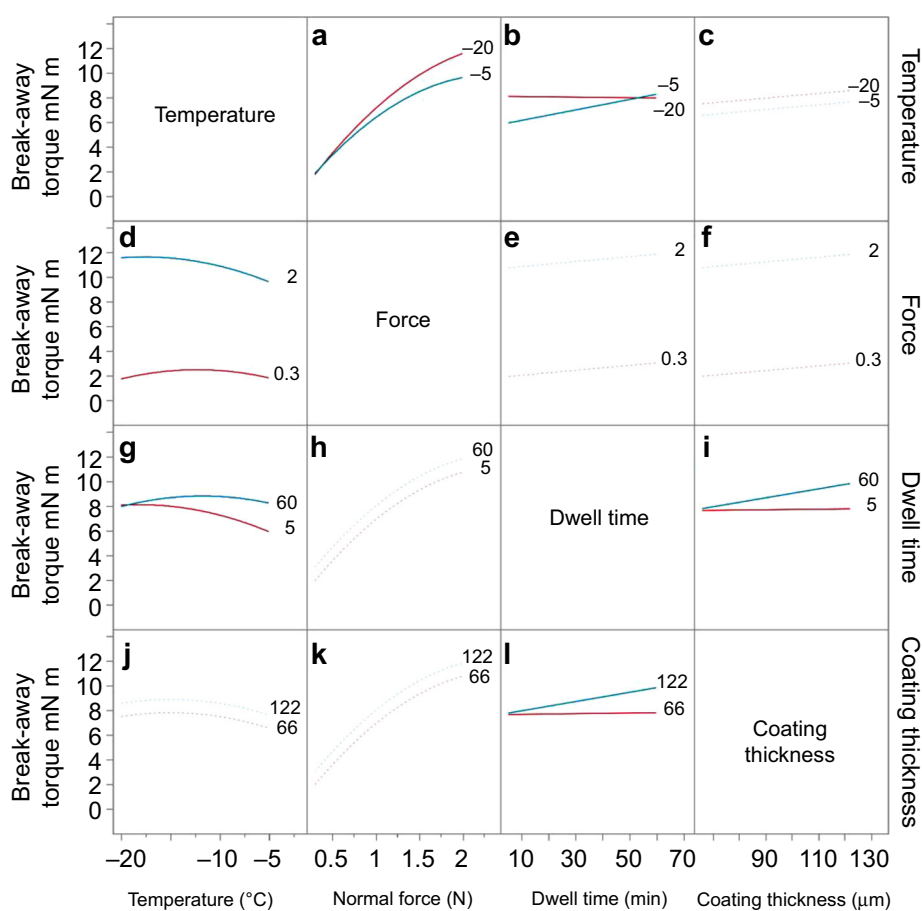 Break-away
torque mN m
12
10
8
6
4
2
0
Temperature
a
–20
–5
b
–5
–20
c
–20
–5
Temperature
Break-away
torque mN m
12
10
8
6
4
2
0
d
2
0.3
Force
e
2
0.3
f
2
0.3
Force
Break-away
torque mN m
12
10
8
6
4
2
0
g
60
5
h
60
5
Dwell time
i
60
5
Dwell time
Break-away
torque mN m
12
10
8
6
4
2
0
j
122
66
k
122
66
l
122
66
Coating
thickness
Coating thickness
–20 –10 –5
0.5 1 1.5 2
10 30 50 70
90 110 130
Temperature (°C)
Normal force (N)
Dwell time (min)
Coating thickness (μm)